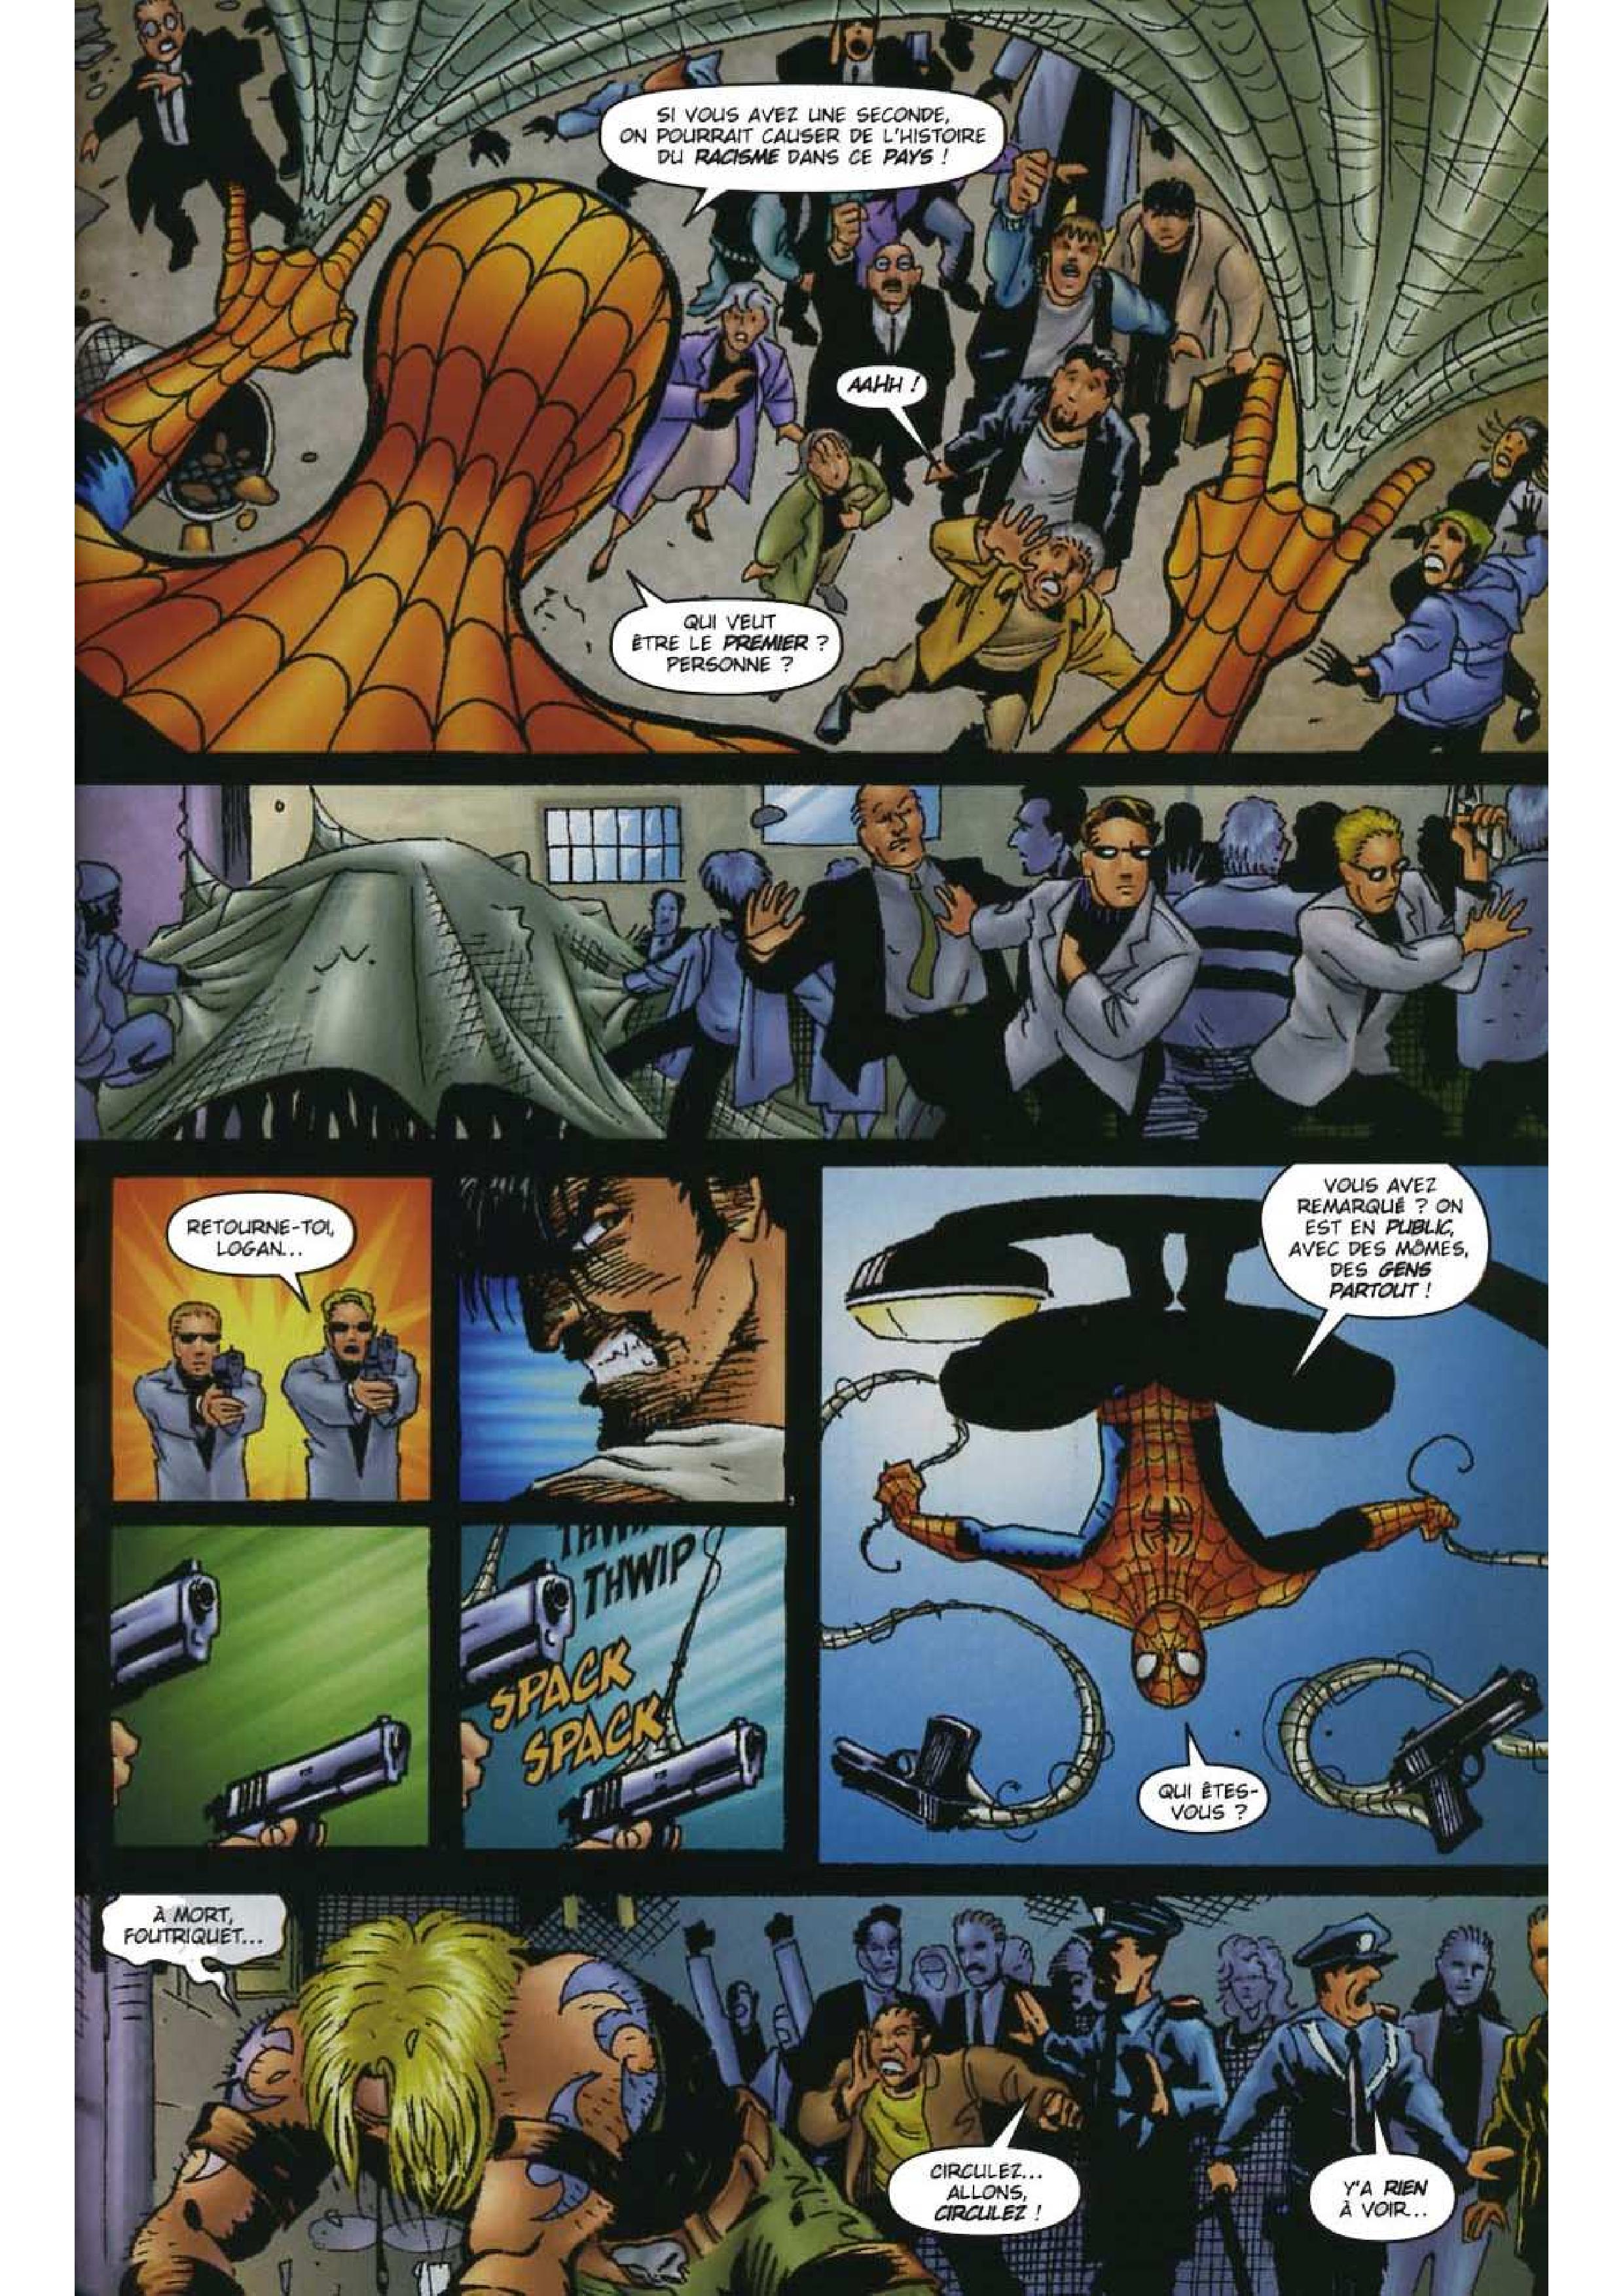 SI VOUS AVEZ UNE SECONDE,
ON POURRAIT CAUSER DE L'HISTOIRE
DU RACISME DANS CE PAYS !
AAHH !
QUI VEUT
ÊTRE LE PREMIER ?
PERSONNE ?
RETOURNE-TOI,
LOGAN...
THWIP
SPACK
SPACK
VOUS AVEZ
REMARQUÉ ? ON
EST EN PUBLIC,
AVEC DES MÔMES,
DES GENS
PARTOUT !
QUI ÊTES-
VOUS ?
À MORT,
FOUTRIQUET...
CIRCULEZ...
ALLONS,
CIRCULEZ !
Y'A RIEN
À VOIR...